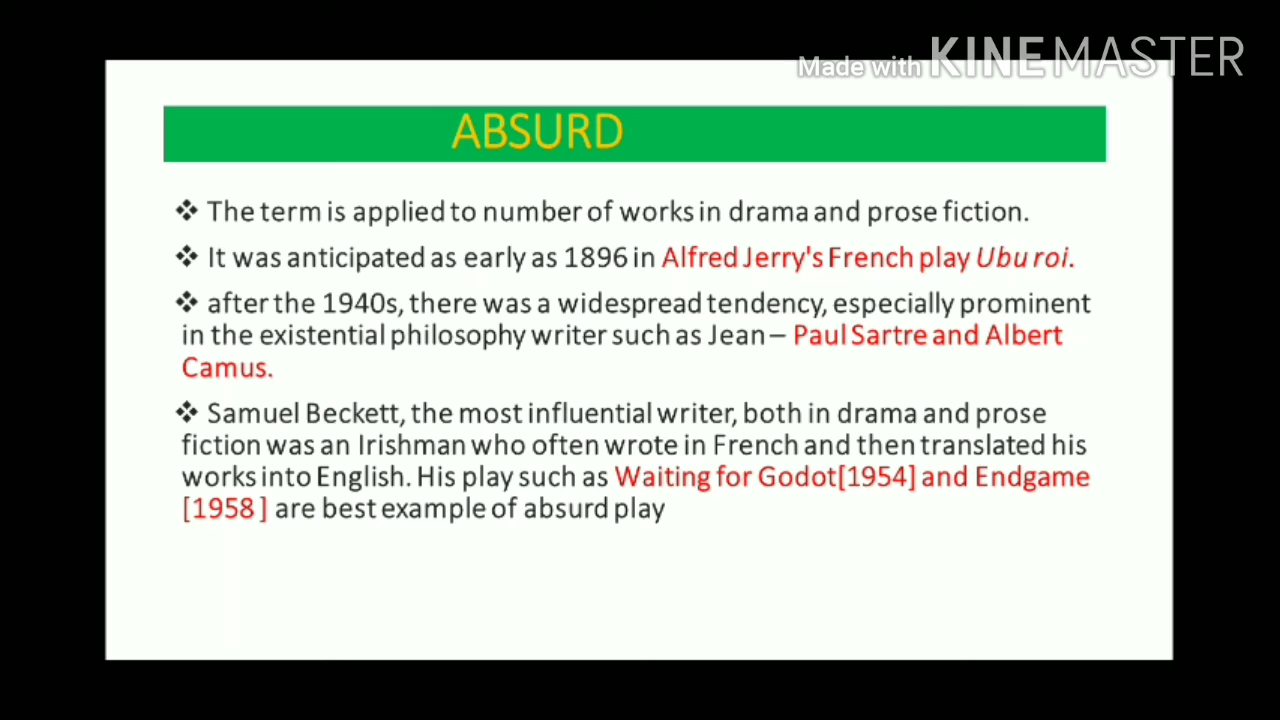 Made with KINEMASTER
ABSURD
❖ The term is applied to number of works in drama and prose fiction.
❖ It was anticipated as early as 1896 in Alfred Jerry's French play Ubu roi.
❖ after the 1940s, there was a widespread tendency, especially prominent
in the existential philosophy writer such as Jean – Paul Sartre and Albert
Camus.
❖ Samuel Beckett, the most influential writer, both in drama and prose
fiction was an Irishman who often wrote in French and then translated his
works into English. His play such as Waiting for Godot[1954] and Endgame
[1958 ] are best example of absurd play